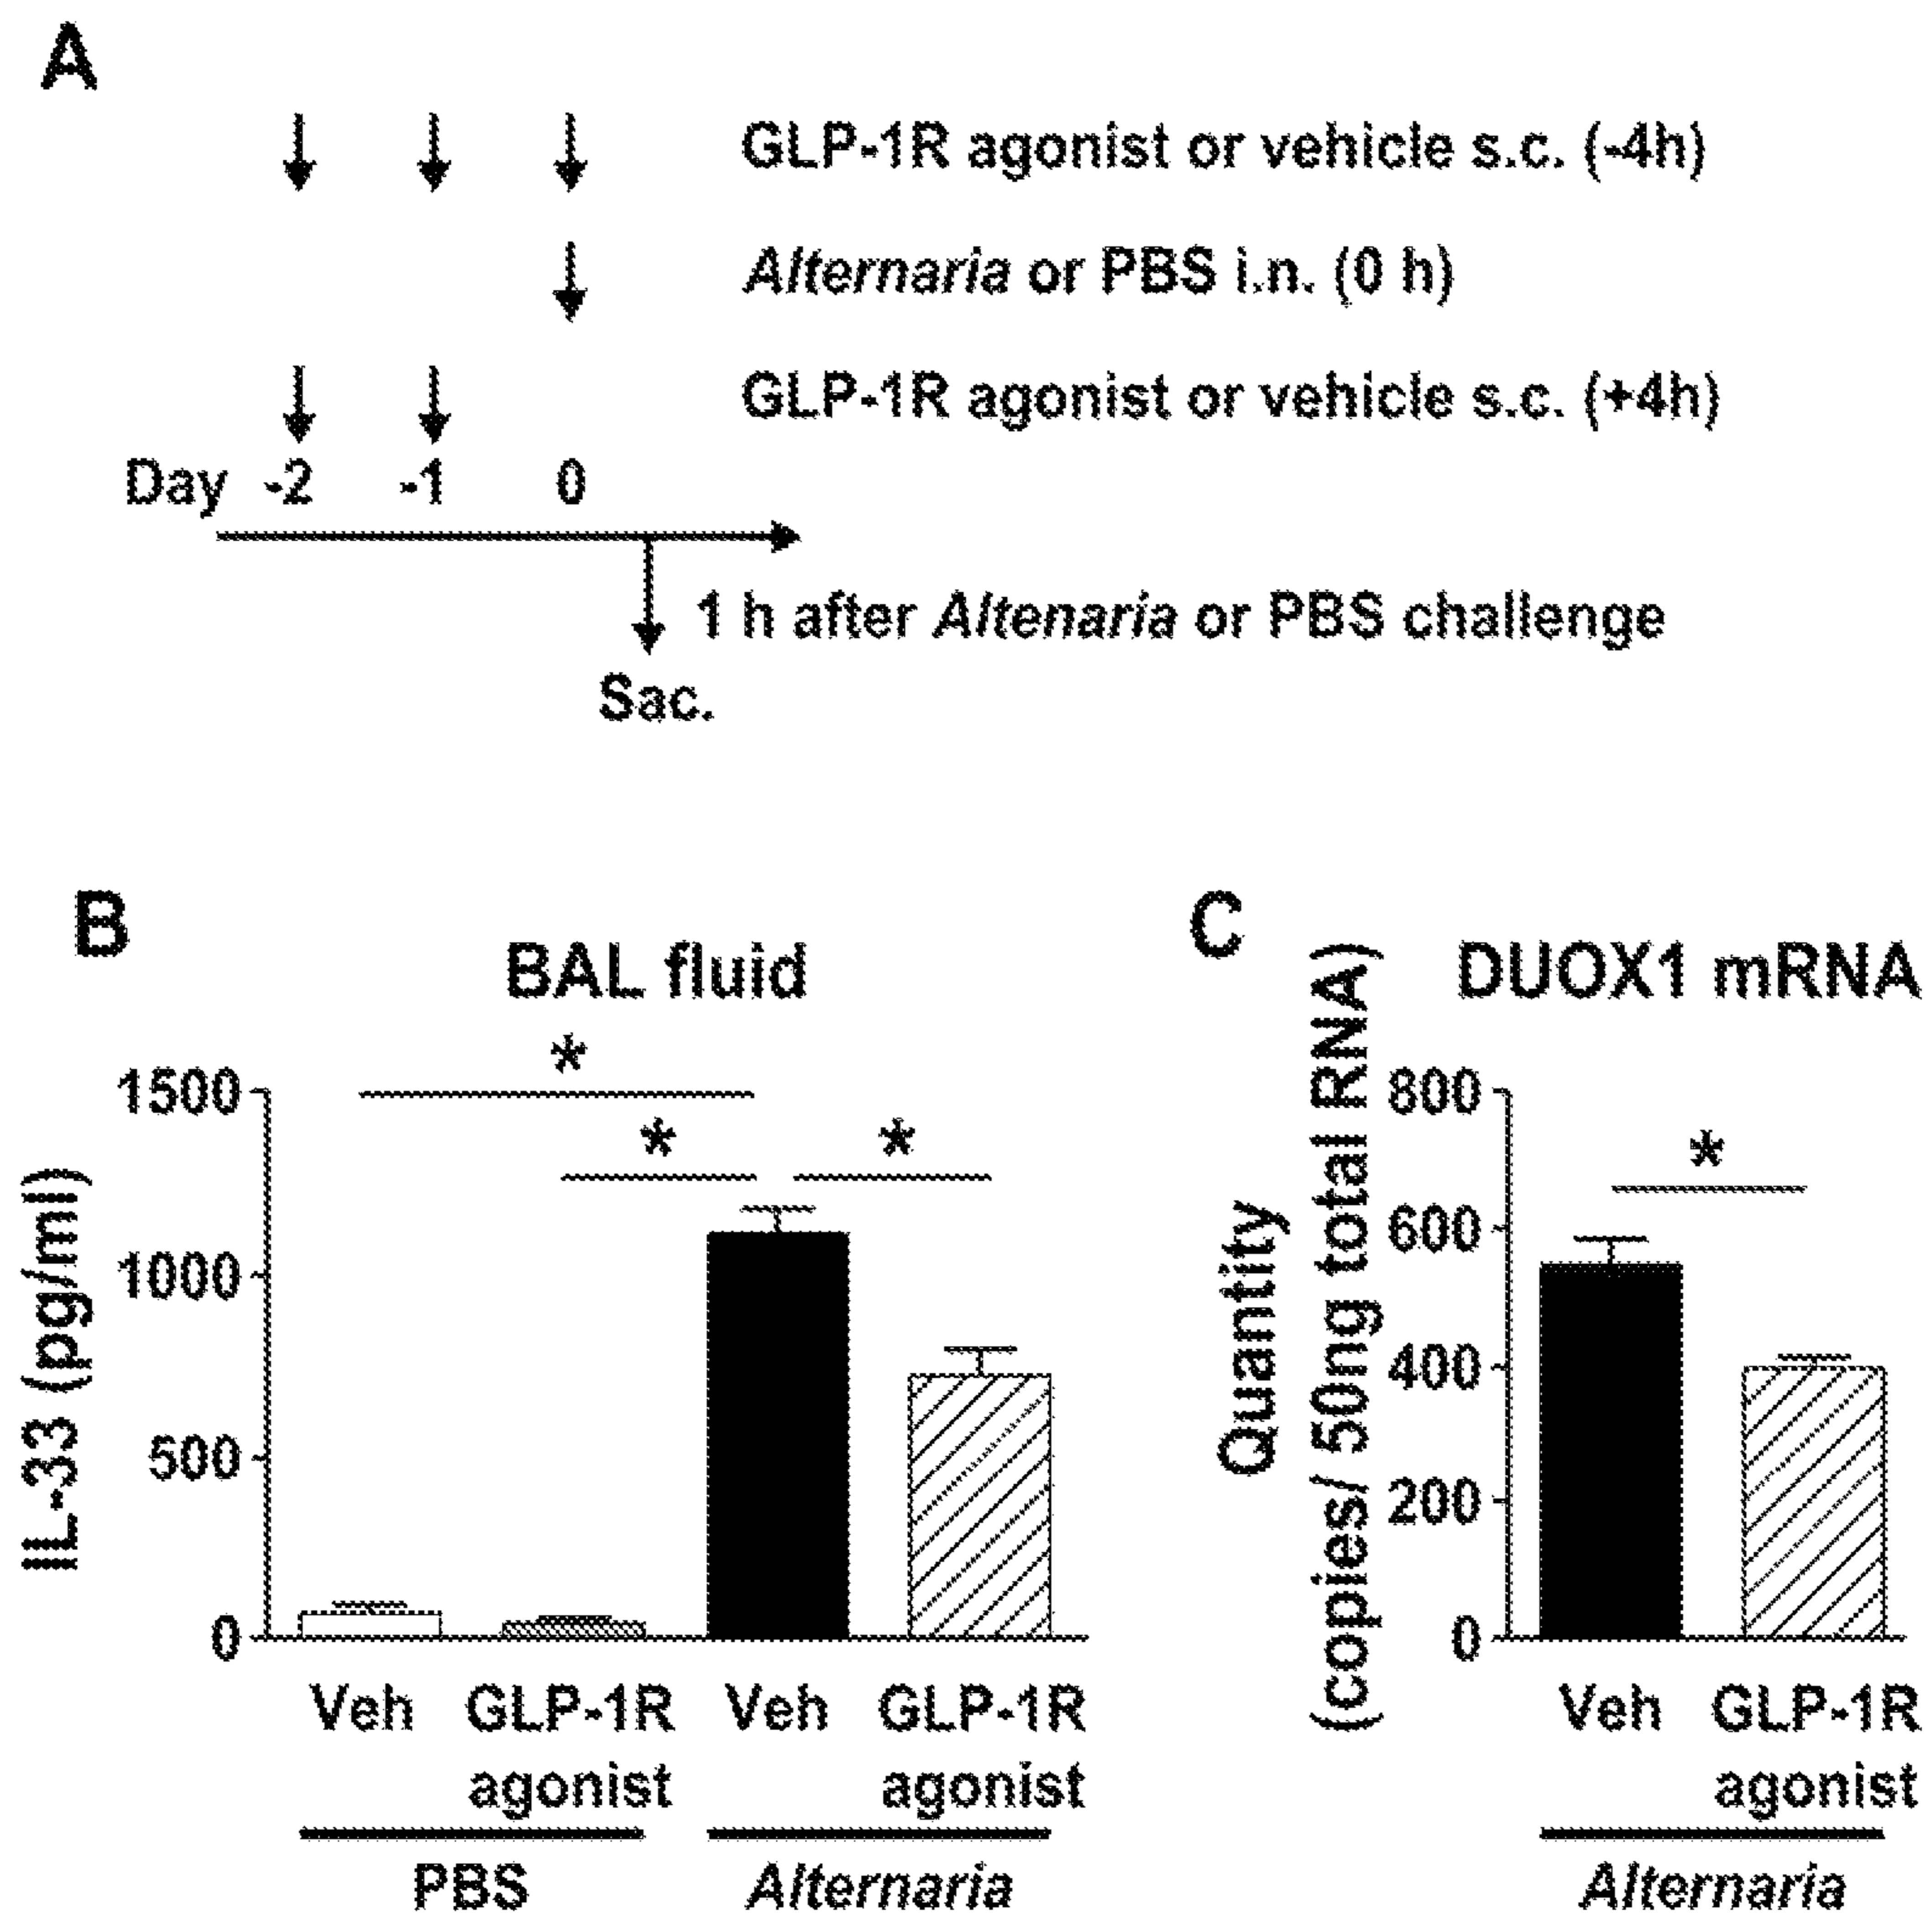 A
GLP-1R agonist or vehicle s.c. (-4h)
Alternaria or PBS i.n. (0 h)
GLP-1R agonist or vehicle s.c. (+4h)
Day -2 -1 0
1 h after Altenaria or PBS challenge
Sac.
B
BAL fluid
*
* *
IL-33 (pg/ml)
1500
1000
500
0
Veh GLP-1R agonist Veh GLP-1R agonist
PBS Alternaria
C
DUOX1 mRNA
*
Quantity
(copies/ 50ng total RNA)
800
600
400
200
0
Veh GLP-1R agonist
Alternaria